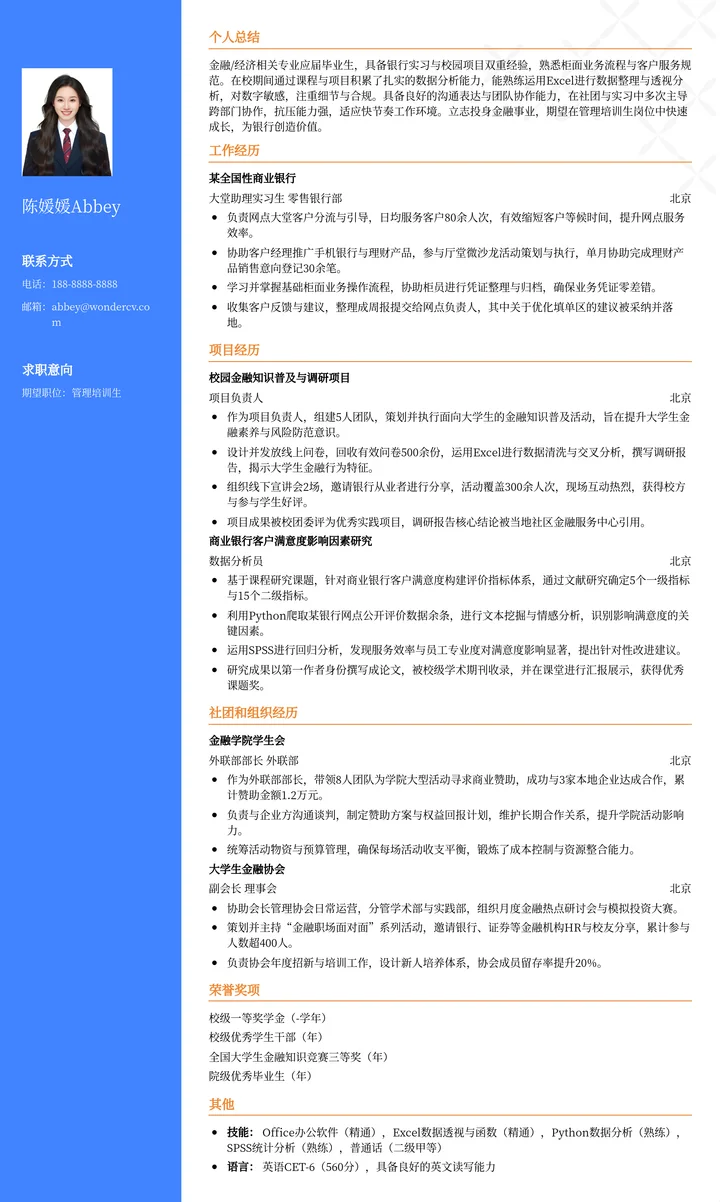 陈媛媛Abbey
联系方式
电话：188-8888-8888
邮箱：abbey@wondercv.co
m
求职意向
期望职位：管理培训生
个人总结
金融/经济相关专业应届毕业生，具备银行实习与校园项目双重经验，熟悉柜面业务流程与客户服务规
范。在校期间通过课程与项目积累了扎实的数据分析能力，能熟练运用Excel进行数据整理与透视分
析，对数字敏感，注重细节与合规。具备良好的沟通表达与团队协作能力，在社团与实习中多次主导
跨部门协作，抗压能力强，适应快节奏工作环境。立志投身金融事业，期望在管理培训生岗位中快速
成长，为银行创造价值。
工作经历
某全国性商业银行
大堂助理实习生 零售银行部 北京
• 负责网点大堂客户分流与引导，日均服务客户80余人次，有效缩短客户等候时间，提升网点服务
效率。
• 协助客户经理推广手机银行与理财产品，参与厅堂微沙龙活动策划与执行，单月协助完成理财产
品销售意向登记30余笔。
• 学习并掌握基础柜面业务操作流程，协助柜员进行凭证整理与归档，确保业务凭证零差错。
• 收集客户反馈与建议，整理成周报提交给网点负责人，其中关于优化填单区的建议被采纳并落
地。
项目经历
校园金融知识普及与调研项目
项目负责人 北京
• 作为项目负责人，组建5人团队，策划并执行面向大学生的金融知识普及活动，旨在提升大学生金
融素养与风险防范意识。
• 设计并发放线上问卷，回收有效问卷500余份，运用Excel进行数据清洗与交叉分析，撰写调研报
告，揭示大学生金融行为特征。
• 组织线下宣讲会2场，邀请银行从业者进行分享，活动覆盖300余人次，现场互动热烈，获得校方
与参与学生好评。
• 项目成果被校团委评为优秀实践项目，调研报告核心结论被当地社区金融服务中心引用。
商业银行客户满意度影响因素研究
数据分析员 北京
• 基于课程研究课题，针对商业银行客户满意度构建评价指标体系，通过文献研究确定5个一级指标
与15个二级指标。
• 利用Python爬取某银行网点公开评价数据余条，进行文本挖掘与情感分析，识别影响满意度的关
键因素。
• 运用SPSS进行回归分析，发现服务效率与员工专业度对满意度影响显著，提出针对性改进建议。
• 研究成果以第一作者身份撰写成论文，被校级学术期刊收录，并在课堂进行汇报展示，获得优秀
课题奖。
社团和组织经历
金融学院学生会
外联部部长 外联部 北京
• 作为外联部部长，带领8人团队为学院大型活动寻求商业赞助，成功与3家本地企业达成合作，累
计赞助金额1.2万元。
• 负责与企业方沟通谈判，制定赞助方案与权益回报计划，维护长期合作关系，提升学院活动影响
力。
• 统筹活动物资与预算管理，确保每场活动收支平衡，锻炼了成本控制与资源整合能力。
大学生金融协会
副会长 理事会 北京
• 协助会长管理协会日常运营，分管学术部与实践部，组织月度金融热点研讨会与模拟投资大赛。
• 策划并主持“金融职场面对面”系列活动，邀请银行、证券等金融机构HR与校友分享，累计参与
人数超400人。
• 负责协会年度招新与培训工作，设计新人培养体系，协会成员留存率提升20%。
荣誉奖项
校级一等奖学金（-学年）
校级优秀学生干部（年）
全国大学生金融知识竞赛三等奖（年）
院级优秀毕业生（年）
其他
• 技能： Office办公软件（精通），Excel数据透视与函数（精通），Python数据分析（熟练），
SPSS统计分析（熟练），普通话（二级甲等）
• 语言： 英语CET-6（560分），具备良好的英文读写能力